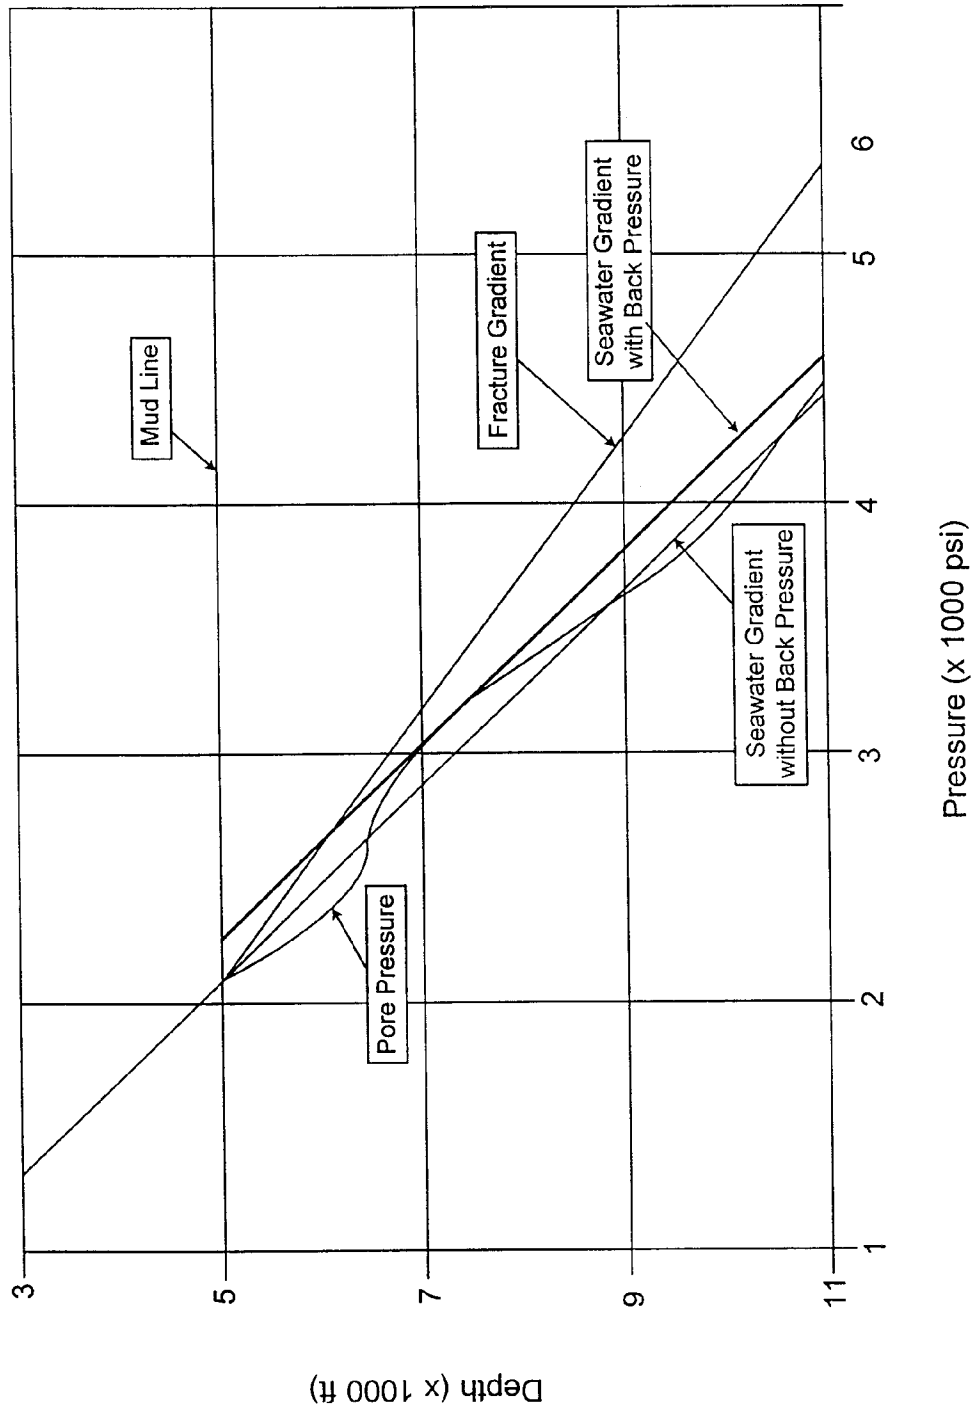 3
5
7
9
11
Depth (x 1000 ft)
Mud Line
Fracture Gradient
Seawater Gradient
with Back Pressure
Pore Pressure
Seawater Gradient
without Back Pressure
1
2
3
4
5
6
Pressure (x 1000 psi)